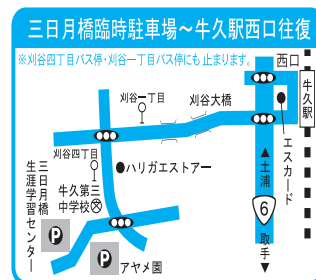 三日月橋臨時駐車場～牛久駅西口往復
※刈谷四丁目バス停・刈谷一丁目バス停にも止まります。
西口
牛久駅
刈谷一丁目
刈谷大橋
エスカード
刈谷四丁目
ハリガエストアー
▲土浦
6
取手▼
牛久第三
中学校
文
三日月橋
生涯学習センター
P
P
アヤメ園